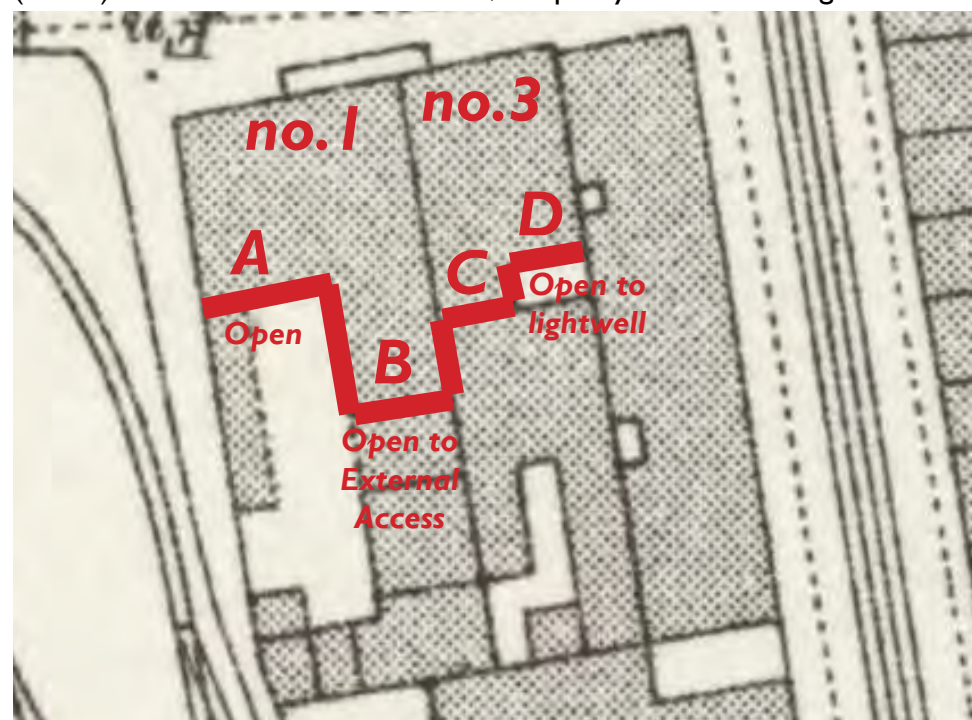 no.1
no.3
A
D
C
Open
Open to
lightwell
B
Open to
External
Access